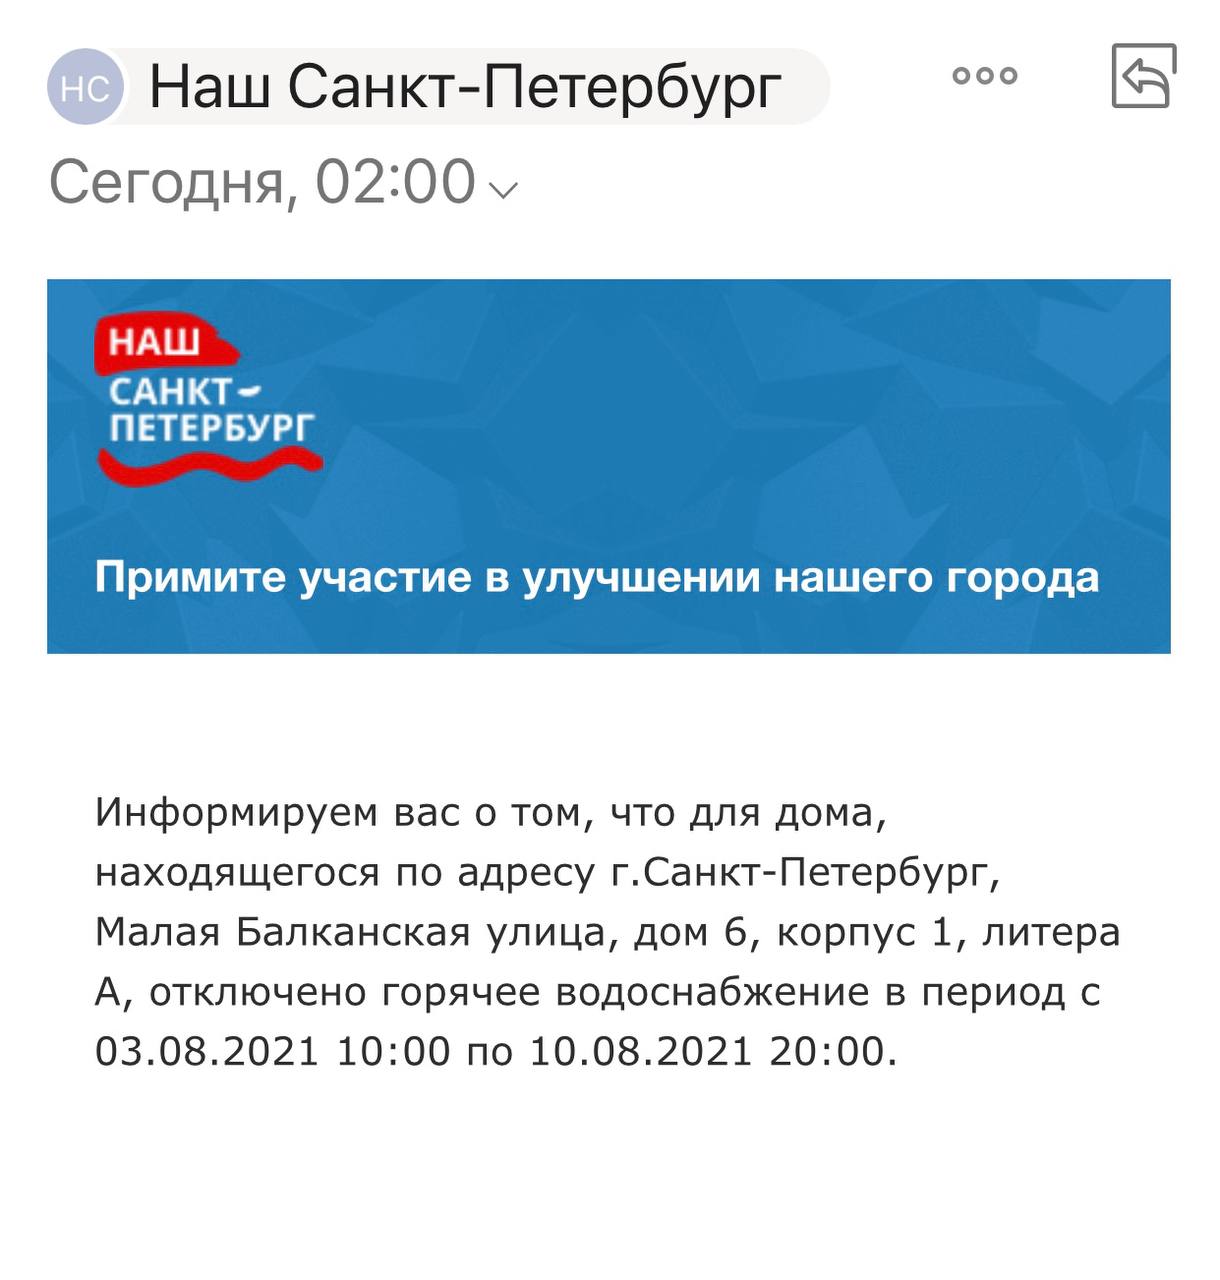 НС Наш Санкт-Петербург
Сегодня, 02:00
НАШ
САНКТ-
ПЕТЕРБУРГ
Примите участие в улучшении нашего города
Информируем вас о том, что для дома,
находящегося по адресу г.Санкт-Петербург,
Малая Балканская улица, дом 6, корпус 1, литера
А, отключено горячее водоснабжение в период с
03.08.2021 10:00 по 10.08.2021 20:00.